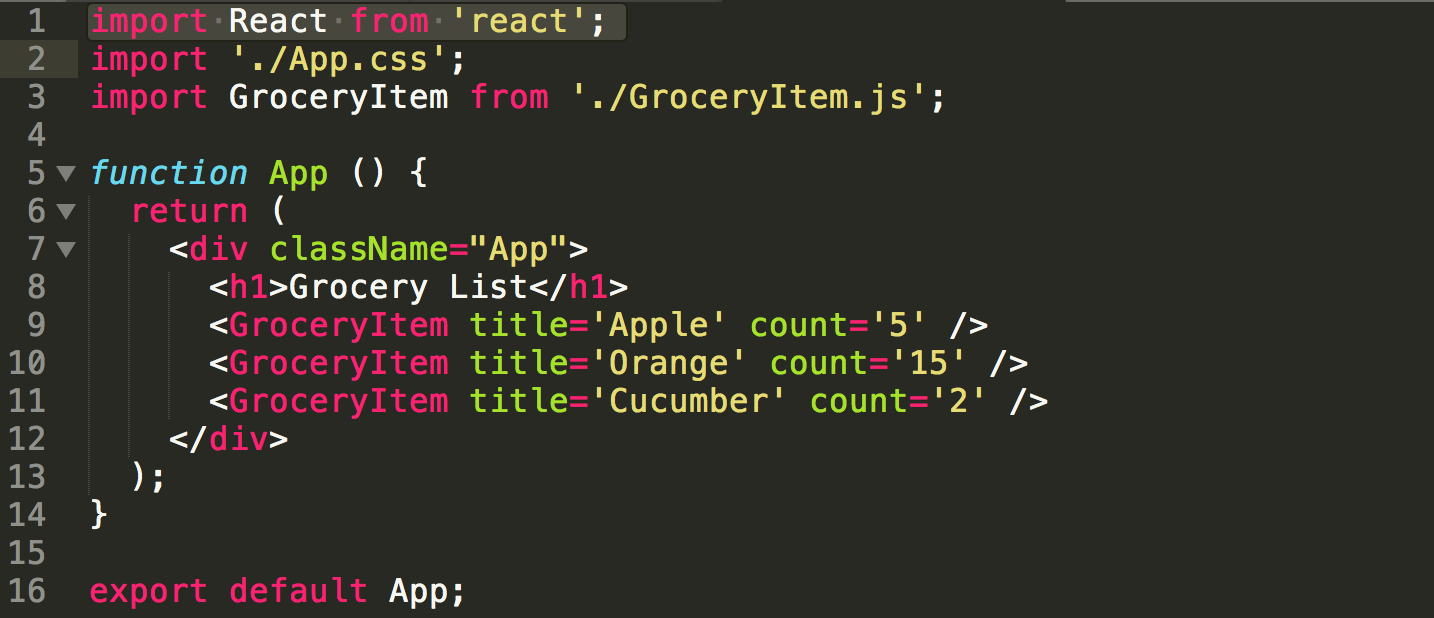 1 import React from 'react';
2 import './App.css';
3 import GroceryItem from './GroceryItem.js';
4
5 function App () {
6   return (
7     <div className="App">
8       <h1>Grocery List</h1>
9       <GroceryItem title='Apple' count='5' />
10       <GroceryItem title='Orange' count='15' />
11       <GroceryItem title='Cucumber' count='2' />
12     </div>
13   );
14 }
15
16 export default App;